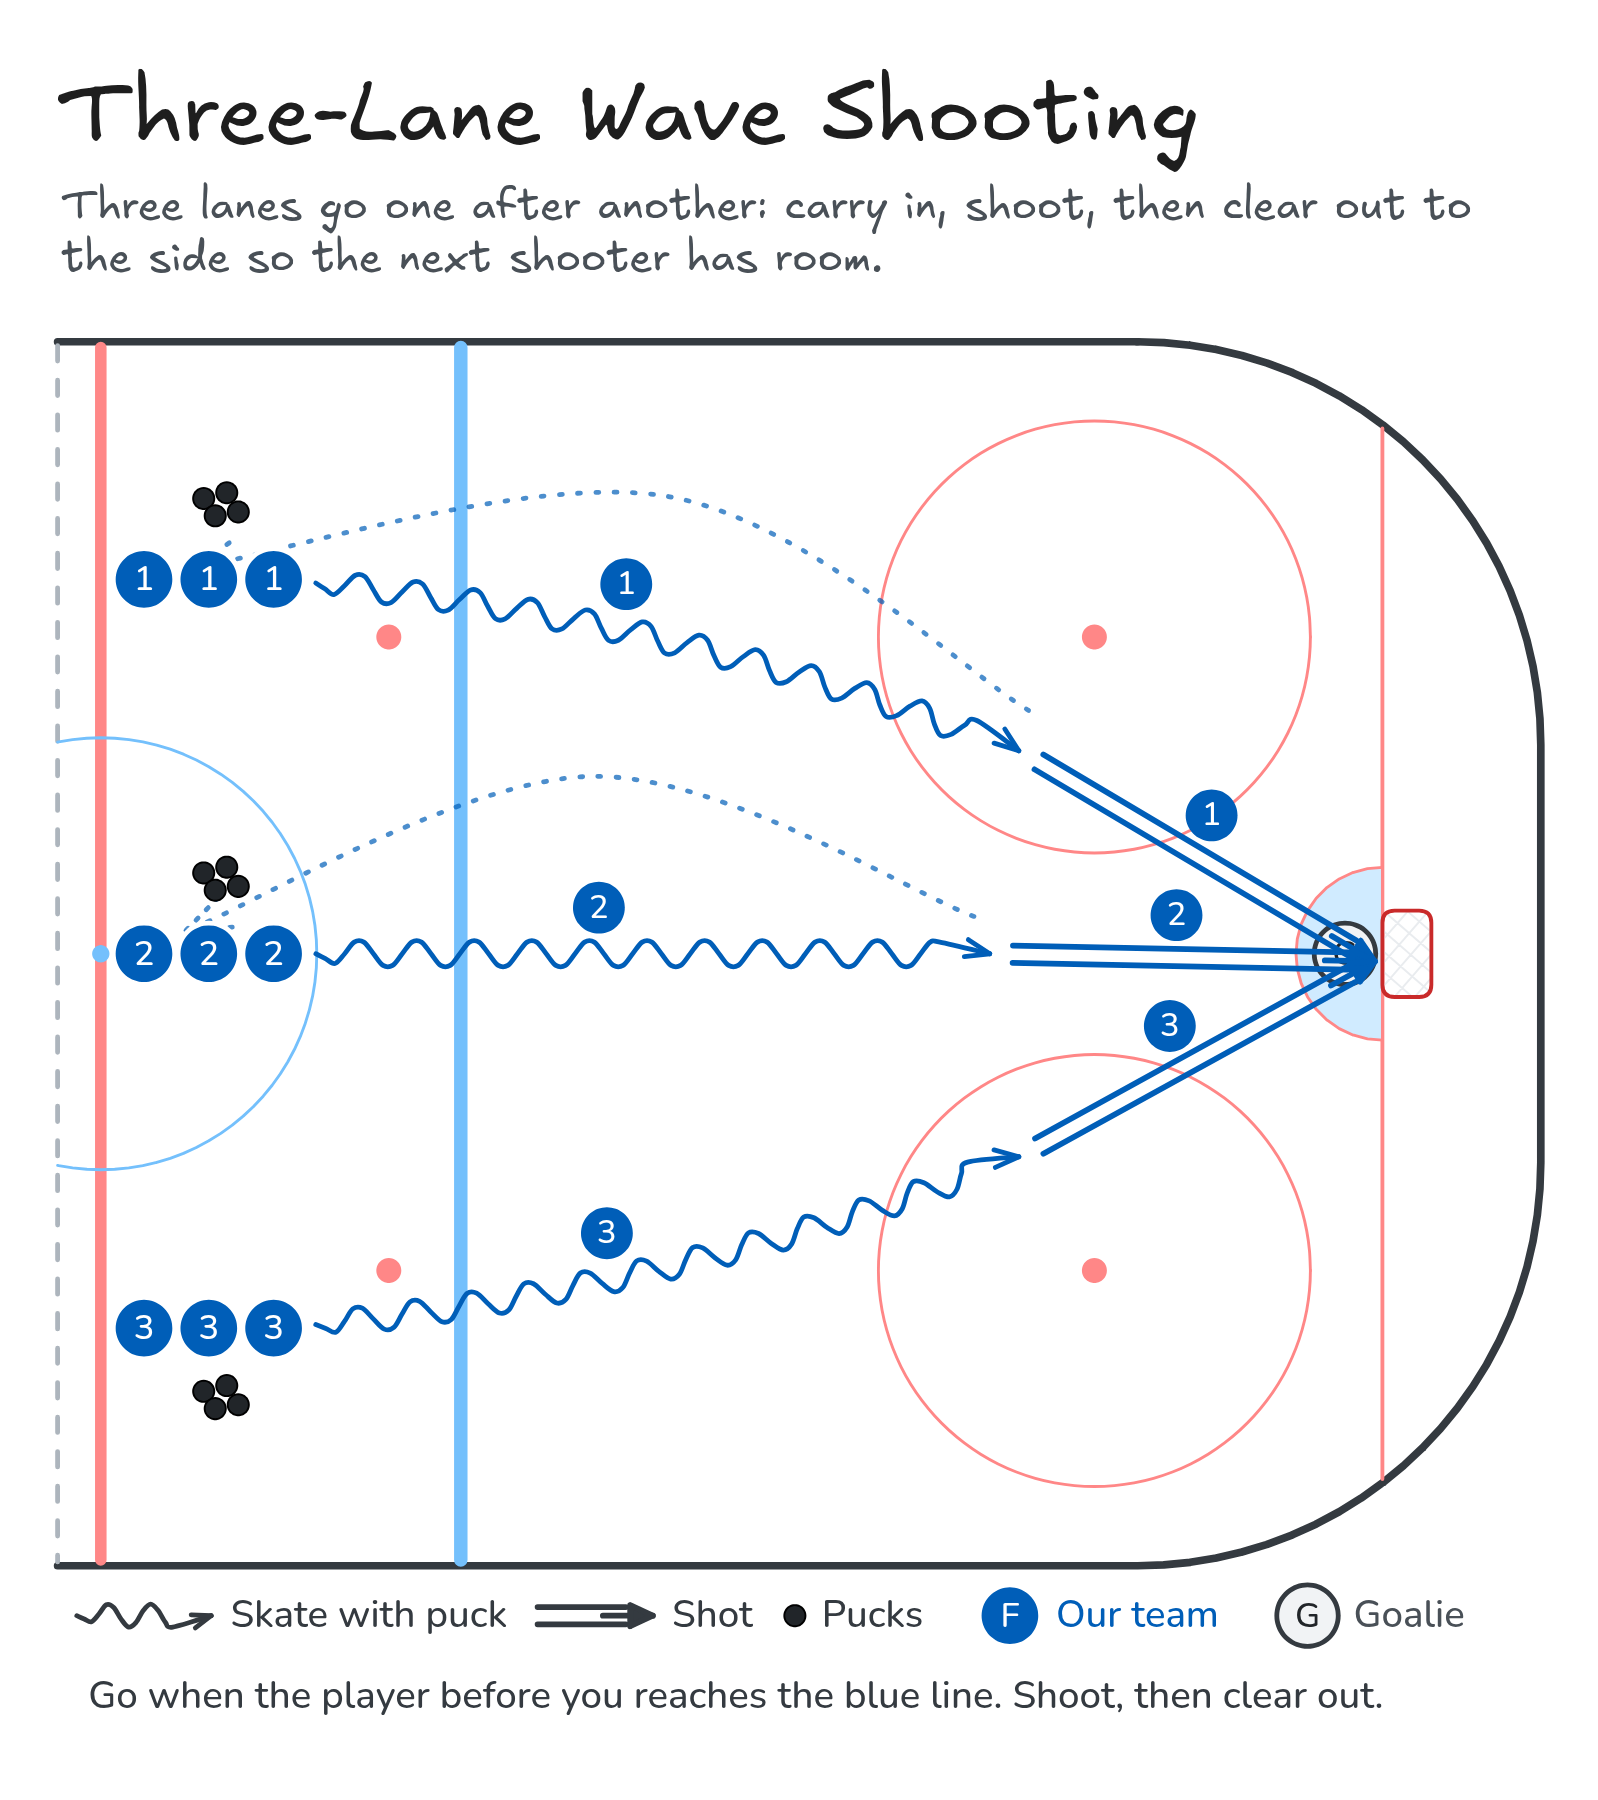 Three-Lane Wave Shooting
Three lanes go one after another: carry in, shoot, then clear out to
the side so the next shooter has room.
1 1 1
1
1
2
2
2 2 2
3
3
3 3 3
Skate with puck
Shot
Pucks
F Our team
G Goalie
Go when the player before you reaches the blue line. Shoot, then clear out.